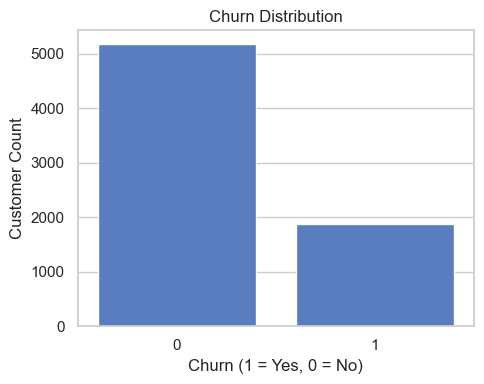 Churn Distribution
Customer Count
5000
4000
3000
2000
1000
0
0 1
Churn (1 = Yes, 0 = No)